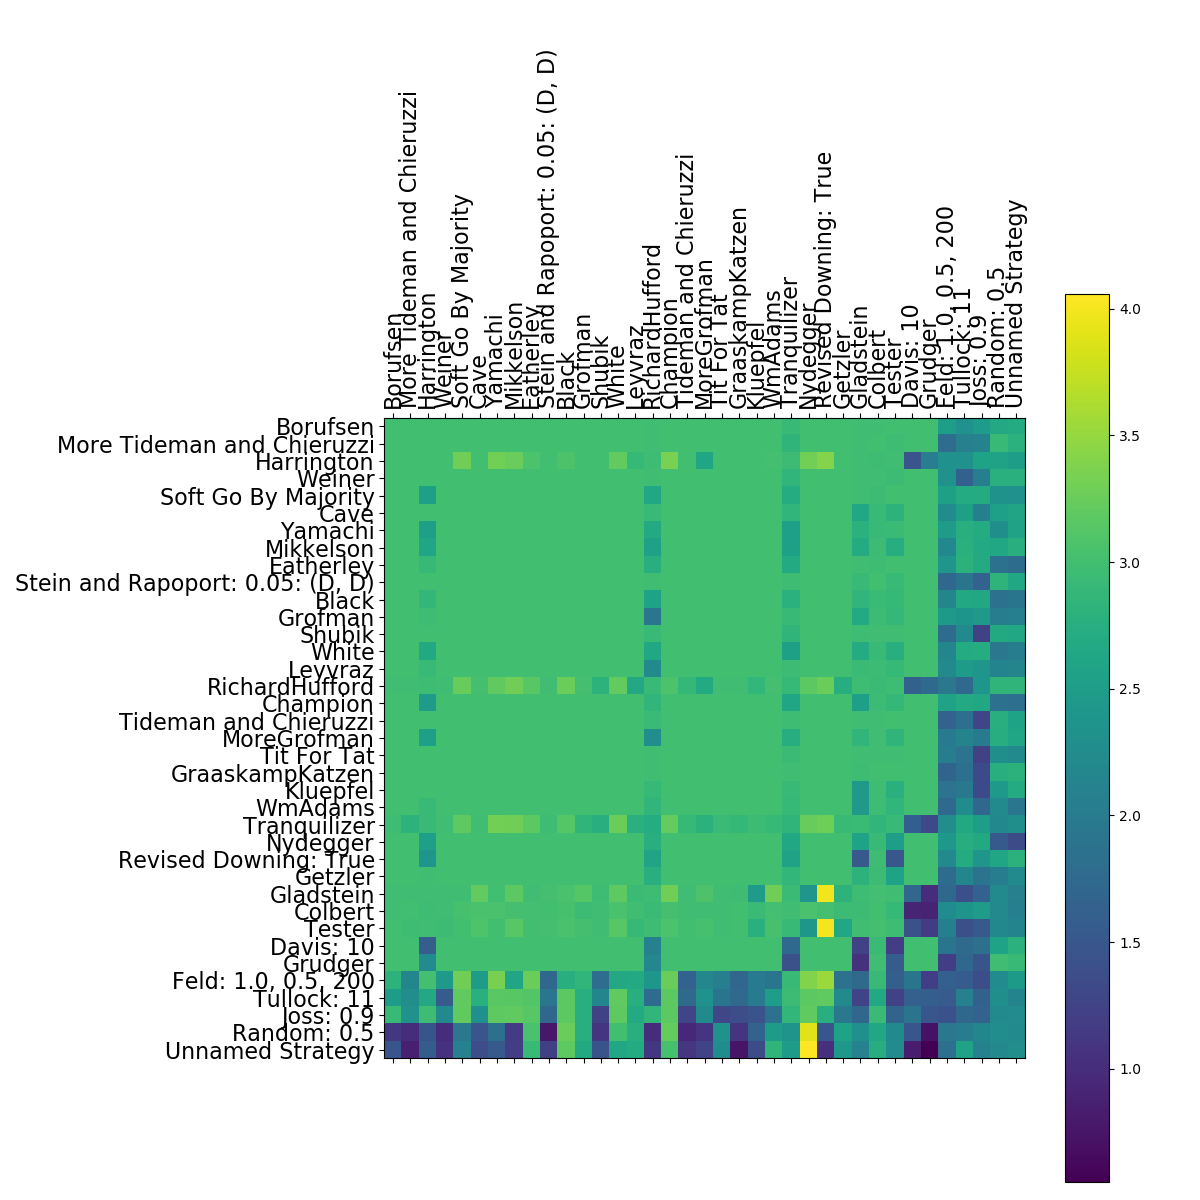 Borufsen
More Tideman and Chieruzzi
Harrington
Weiner
Soft Go By Majority
Cave
Yamachi
Mikkelson
Eatherley
Stein and Rapoport: 0.05: (D, D)
Black
Grofman
Shubik
White
Leyvraz
RichardHufford
Champion
Tideman and Chieruzzi
MoreGrofman
Tit For Tat
GraaskampKatzen
Kluepfel
WmAdams
Tranquilizer
Nydegger
Revised Downing: True
Getzler
Gladstein
Colbert
Tester
Davis: 10
Grudger
Feld: 1.0, 0.5, 200
Tullock: 11
Joss: 0.9
Random: 0.5
Unnamed Strategy
Borufsen
More Tideman and Chieruzzi
Harrington
Weiner
Soft Go By Majority
Cave
Yamachi
Mikkelson
Eatherley
Stein and Rapoport: 0.05: (D, D)
Black
Grofman
Shubik
White
Leyvraz
RichardHufford
Champion
Tideman and Chieruzzi
MoreGrofman
Tit For Tat
GraaskampKatzen
Kluepfel
WmAdams
Tranquilizer
Nydegger
Revised Downing: True
Getzler
Gladstein
Colbert
Tester
Davis: 10
Grudger
Feld: 1.0, 0.5, 200
Tullock: 11
Joss: 0.9
Random: 0.5
Unnamed Strategy
4.0
3.5
3.0
2.5
2.0
1.5
1.0